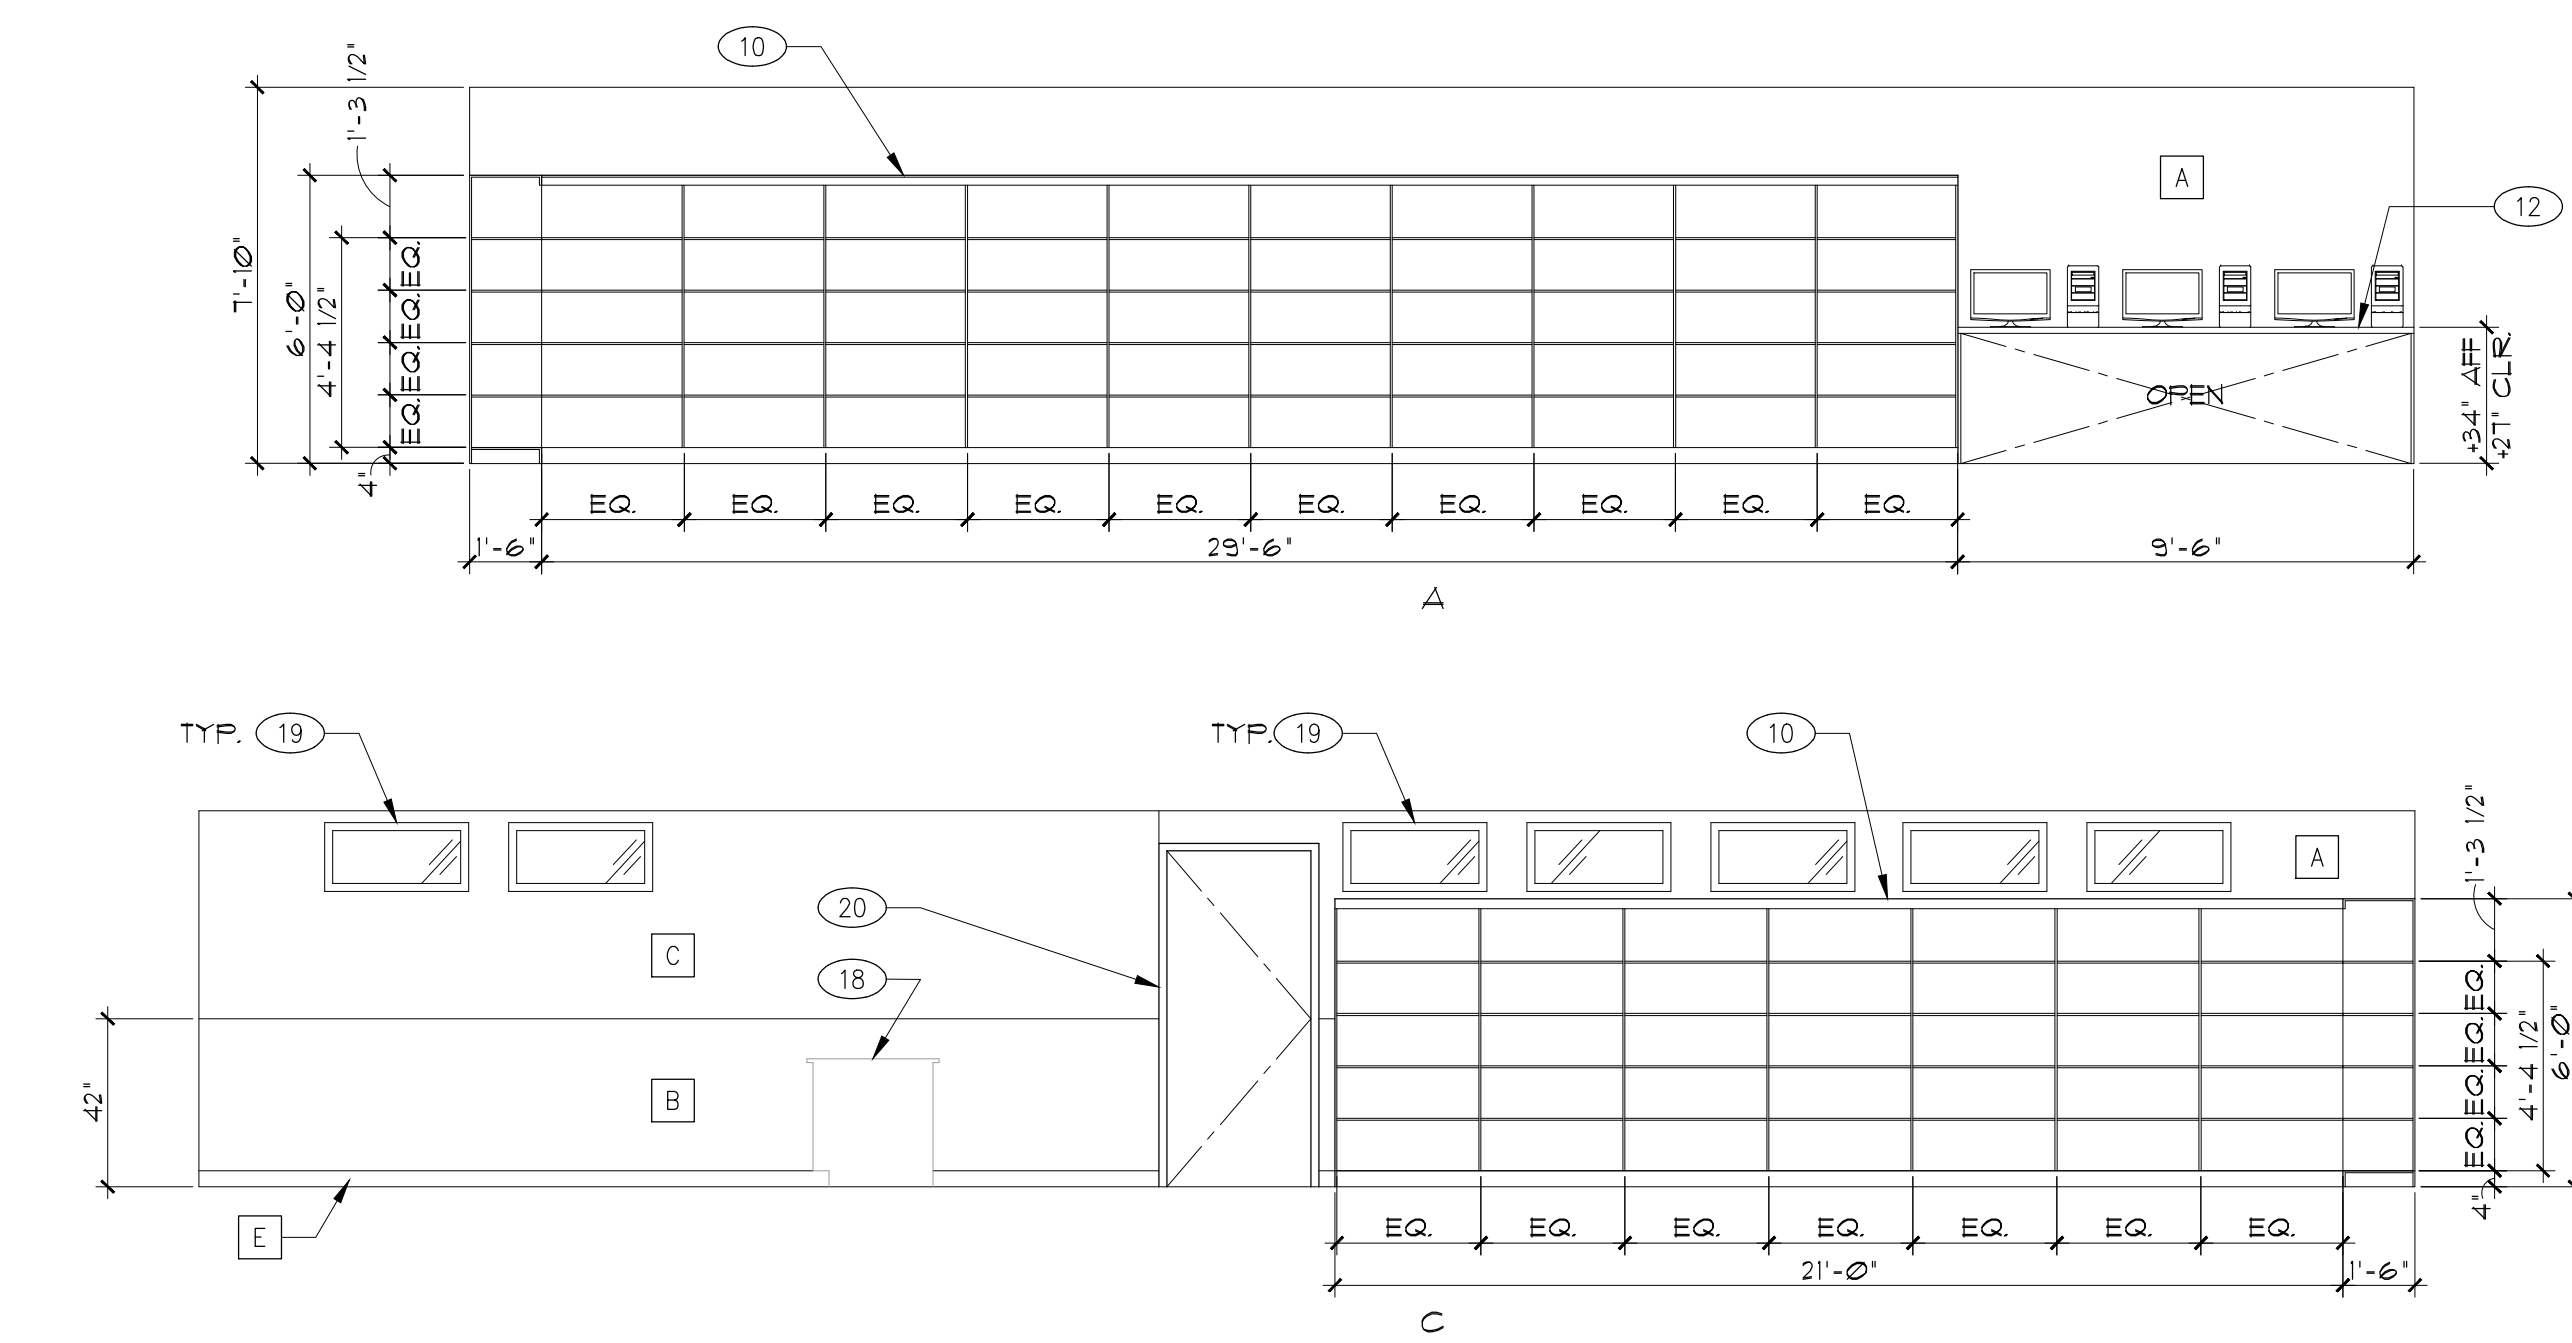 10
1'-3 1/2"
7'-10"
6'-0"
4'-4 1/2"
EQ.
EQ.
EQ.
EQ.
4"
A
12
OPEN
+34" AFF
+27" CLR.
EQ. EQ. EQ. EQ. EQ. EQ. EQ. EQ. EQ. EQ.
1'-6" 29'-6" 9'-6"
A
TYP. 19
TYP. 19
10
1'-3 1/2"
A
20
C
18
42"
B
EQ.
EQ.
EQ.
EQ.
4'-4 1/2"
6'-0"
4"
E
EQ. EQ. EQ. EQ. EQ. EQ. EQ.
21'-0" 1'-6"
C